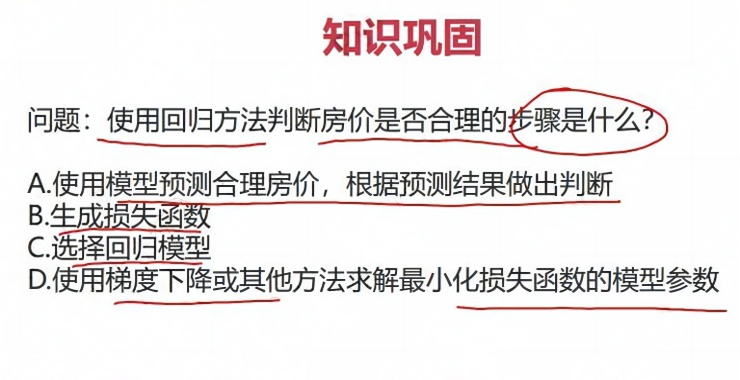 知识巩固
问题：使用回归方法判断房价是否合理的步骤是什么？
A.使用模型预测合理房价，根据预测结果做出判断
B.生成损失函数
C.选择回归模型
D.使用梯度下降或其他方法求解最小化损失函数的模型参数